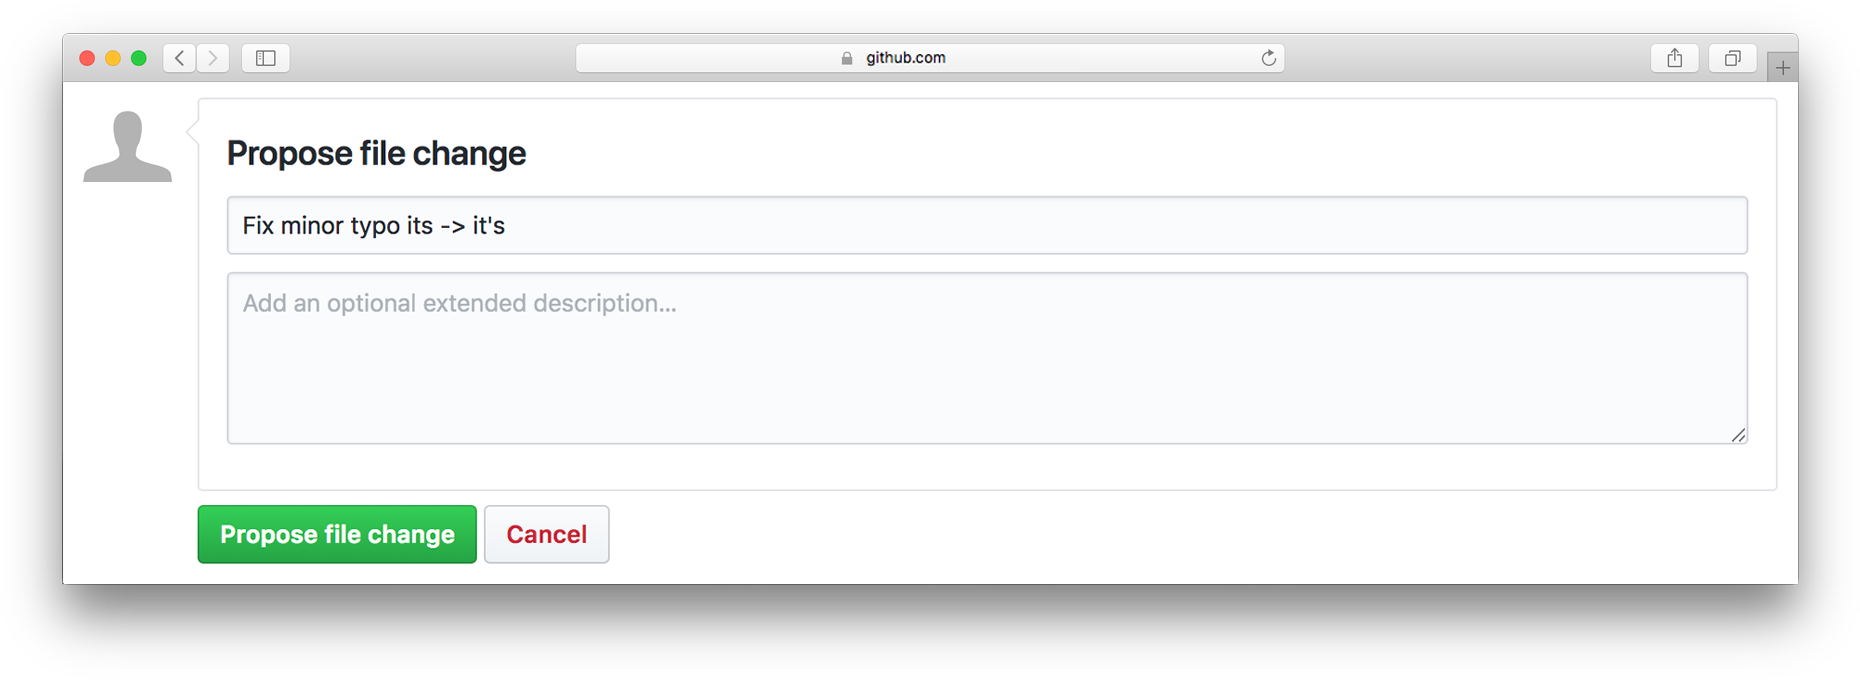 github.com
Propose file change
Fix minor typo its -> it's
Add an optional extended description...
Propose file change
Cancel